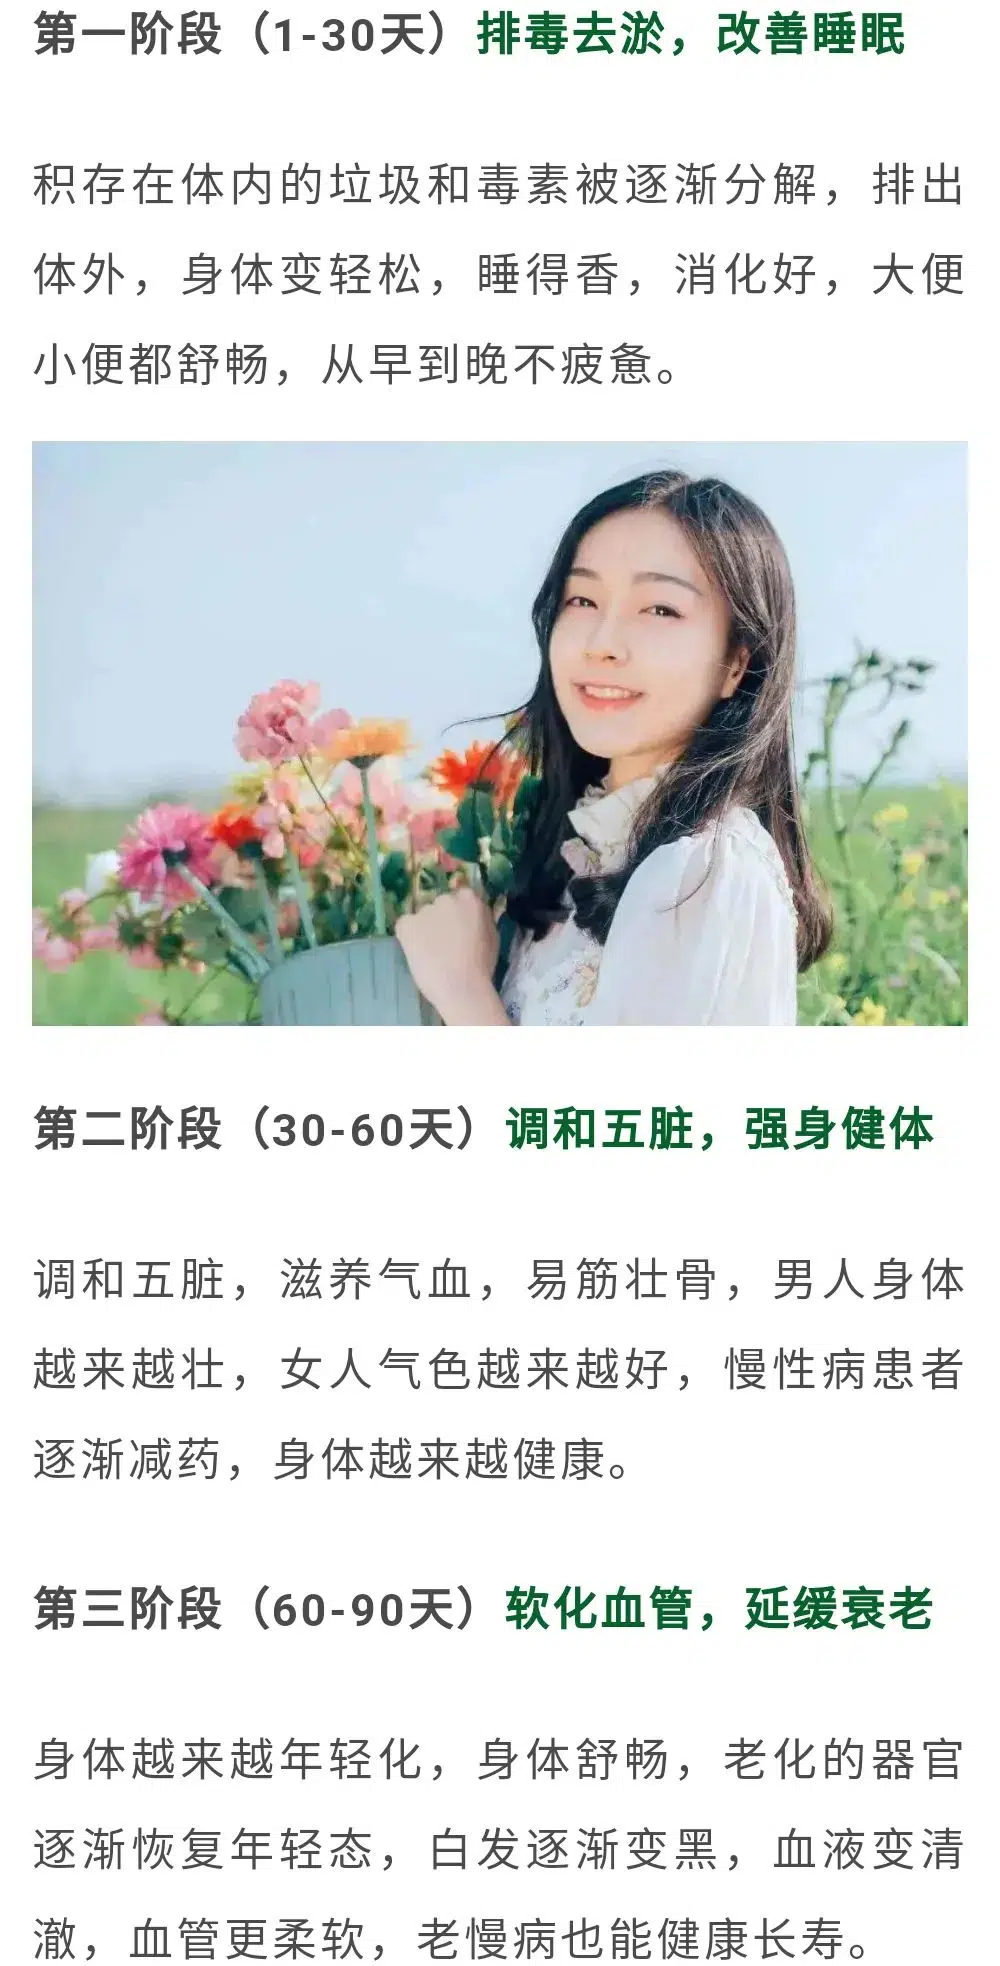 第一阶段（1-30天）排毒去淤，改善睡眠
积存在体内的垃圾和毒素被逐渐分解，排出
体外，身体变轻松，睡得香，消化好，大便
小便都舒畅，从早到晚不疲惫。
第二阶段（30-60天）调和五脏，强身健体
调和五脏，滋养气血，易筋壮骨，男人身体
越来越壮，女人气色越来越好，慢性病患者
逐渐减药，身体越来越健康。
第三阶段（60-90天）软化血管，延缓衰老
身体越来越年轻化，身体舒畅，老化的器官
逐渐恢复年轻态，白发逐渐变黑，血液变清
澈，血管更柔软，老慢病也能健康长寿。